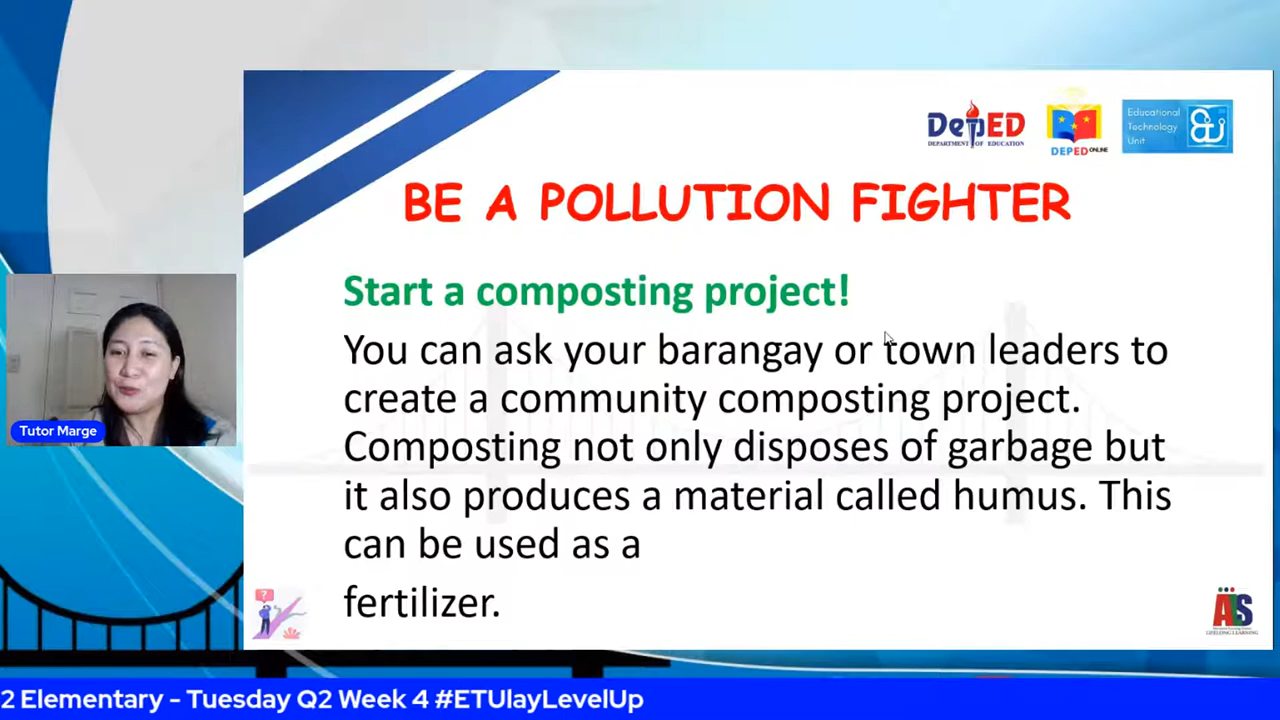 DepED
DEPARTMENT OF EDUCATION
DEPED ONLINE
Educational
Technology
Unit
BE A POLLUTION FIGHTER
Start a composting project!
You can ask your barangay or town leaders to
create a community composting project.
Composting not only disposes of garbage but
it also produces a material called humus. This
can be used as a
fertilizer.
Tutor Marge
?
ALS
LIFELONG LEARNING
2 Elementary - Tuesday Q2 Week 4 #ETUlayLevelUp